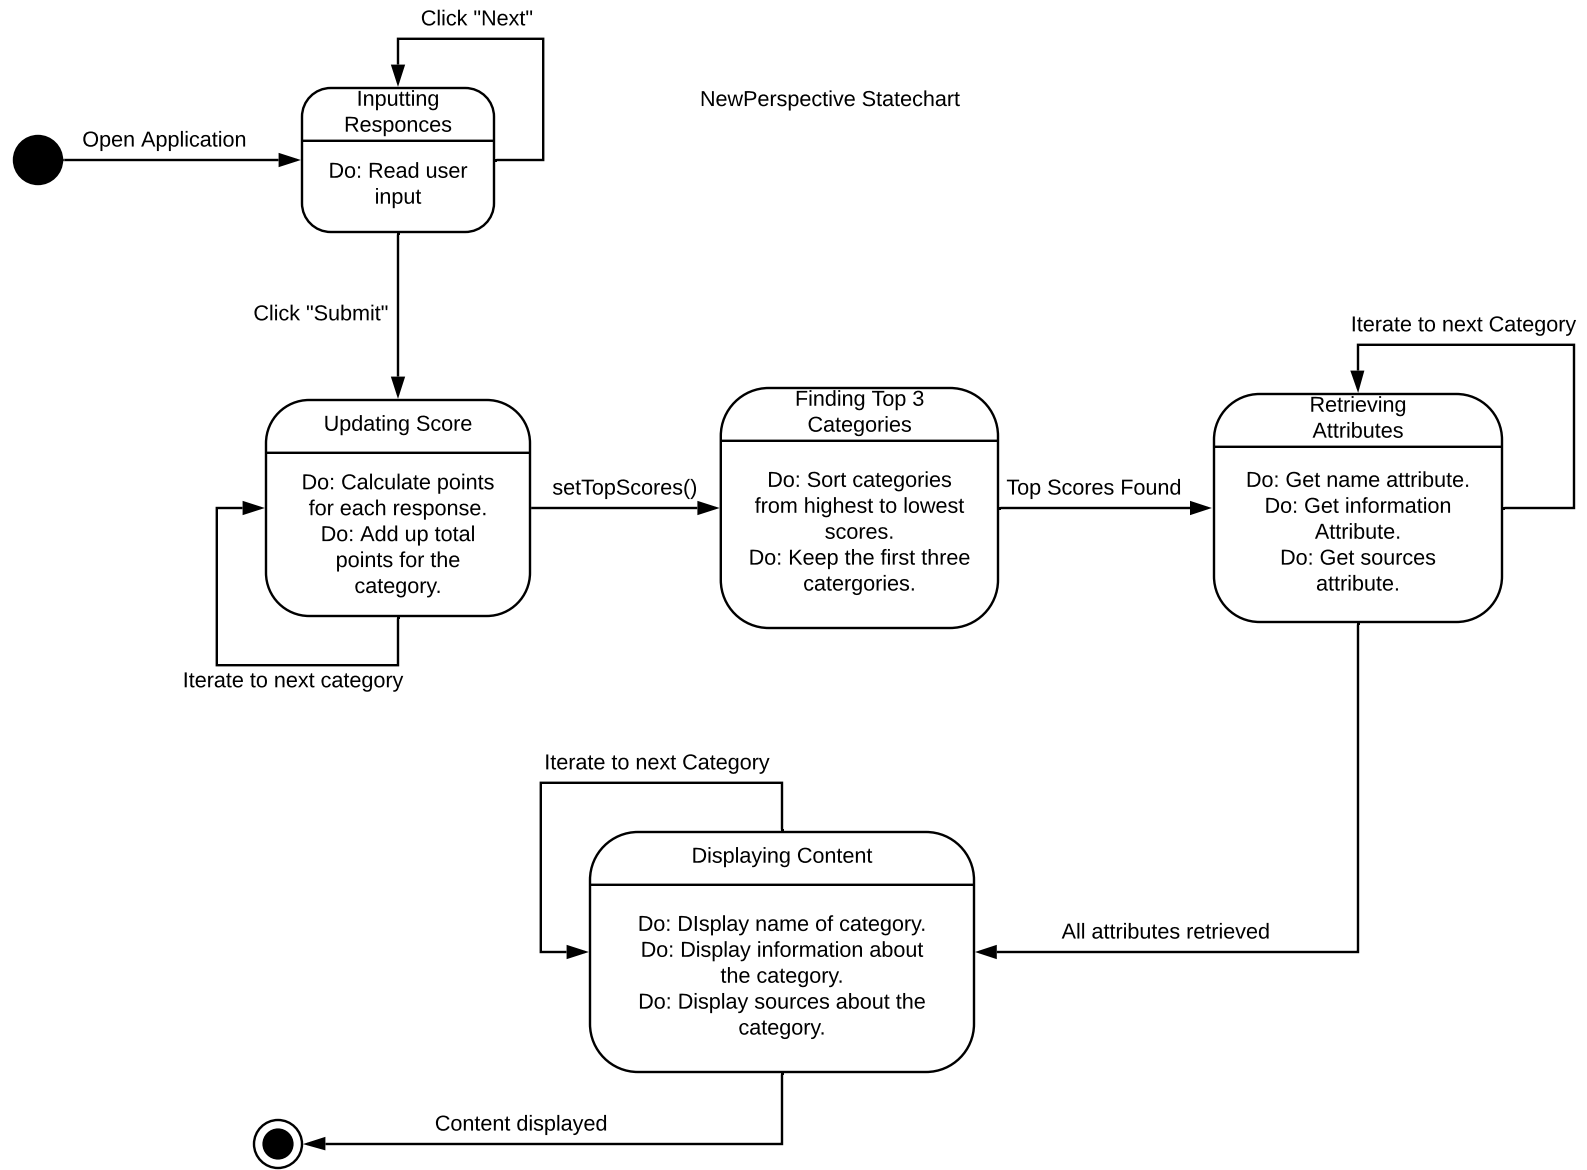 Click "Next"
NewPerspective Statechart
Inputting
Responces
Open Application
Do: Read user
input
Click "Submit"
Iterate to next Category
Updating Score
Do: Calculate points
for each response.
Do: Add up total
points for the
category.
Iterate to next category
setTopScores()
Finding Top 3
Categories
Do: Sort categories
from highest to lowest
scores.
Do: Keep the first three
catergories.
Top Scores Found
Retrieving
Attributes
Do: Get name attribute.
Do: Get information
Attribute.
Do: Get sources
attribute.
Iterate to next Category
Displaying Content
Do: DIsplay name of category.
Do: Display information about
the category.
Do: Display sources about the
category.
All attributes retrieved
Content displayed